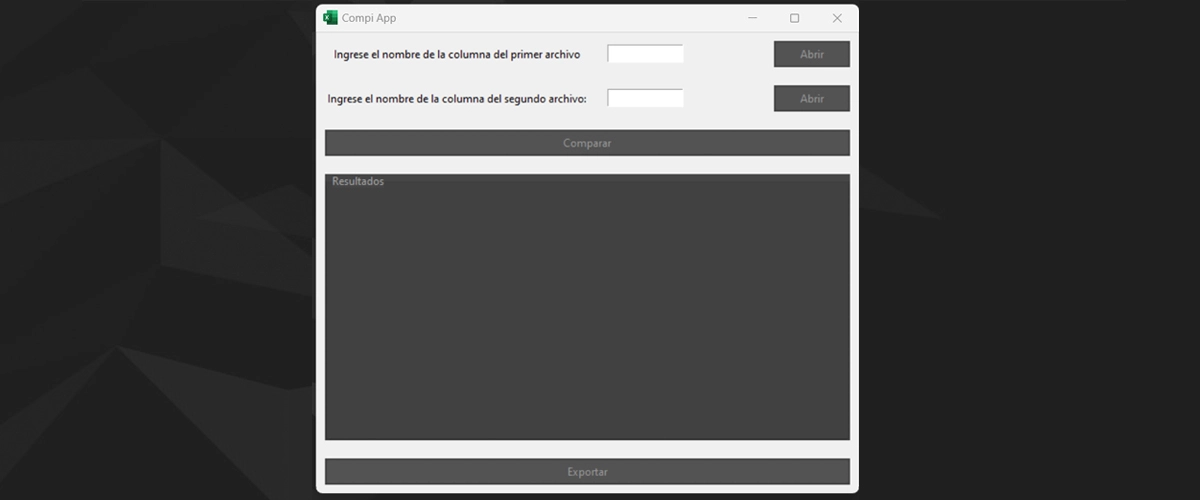 Compi App
Ingrese el nombre de la columna del primer archivo
Abrir
Ingrese el nombre de la columna del segundo archivo:
Abrir
Comparar
Resultados
Exportar